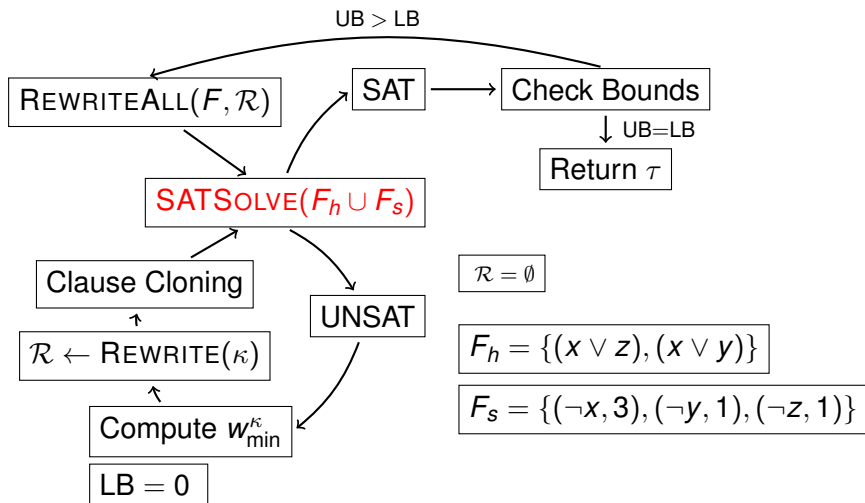 UB > LB
REWRITEALL(F, ℛ)
SAT
Check Bounds
UB=LB
Return τ
SATSOLVE(F_h ∪ F_s)
Clause Cloning
ℛ = ∅
UNSAT
ℛ ← REWRITE(κ)
F_h = {(x ∨ z), (x ∨ y)}
Compute w_min^κ
F_s = {(¬x, 3), (¬y, 1), (¬z, 1)}
LB = 0